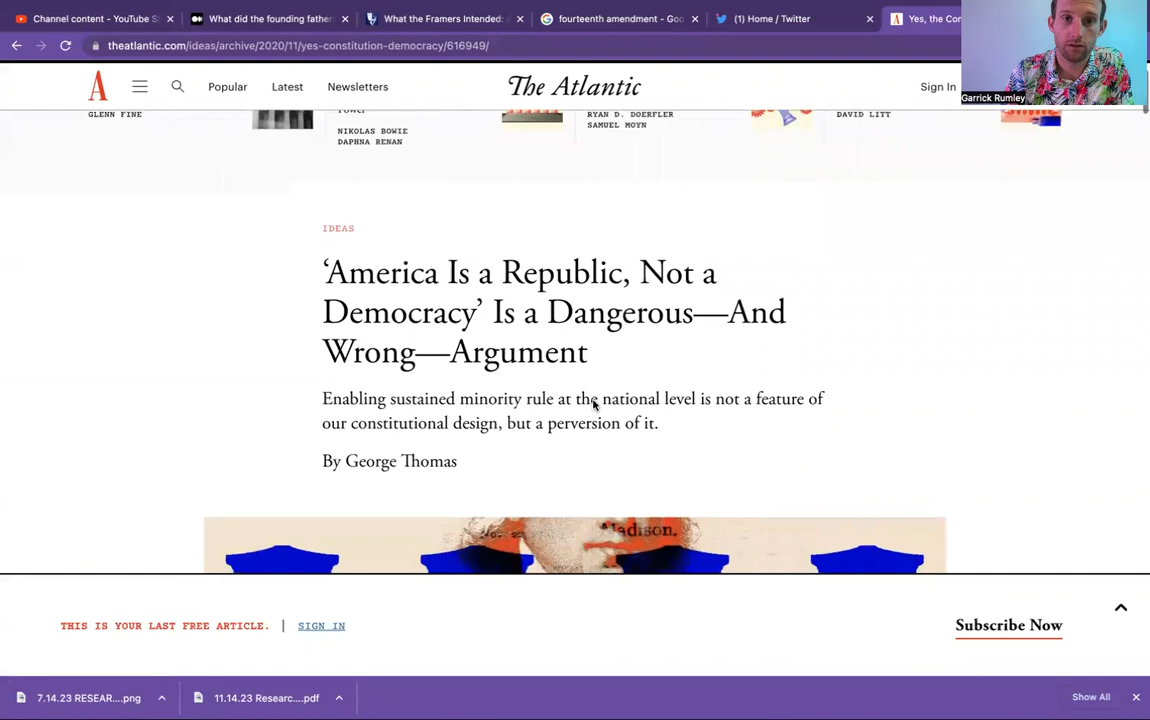 Channel content - YouTube S
What did the founding father
What the Framers Intended:
fourteenth amendment - Goo
(1) Home / Twitter
Yes, the Con
theatlantic.com/ideas/archive/2020/11/yes-constitution-democracy/616949/
Popular
Latest
Newsletters
The Atlantic
Sign In
Garrick Rumley
GLENN FINE
Power
NIKOLAS BOWIE
DAPHNA RENAN
RYAN D. DOERFLER
SAMUEL MOYN
DAVID LITT
IDEAS
‘America Is a Republic, Not a
Democracy’ Is a Dangerous—And
Wrong—Argument
Enabling sustained minority rule at the national level is not a feature of
our constitutional design, but a perversion of it.
By George Thomas
Madison.
THIS IS YOUR LAST FREE ARTICLE. | SIGN IN
Subscribe Now
7.14.23 RESEAR....png
11.14.23 Researc....pdf
Show All